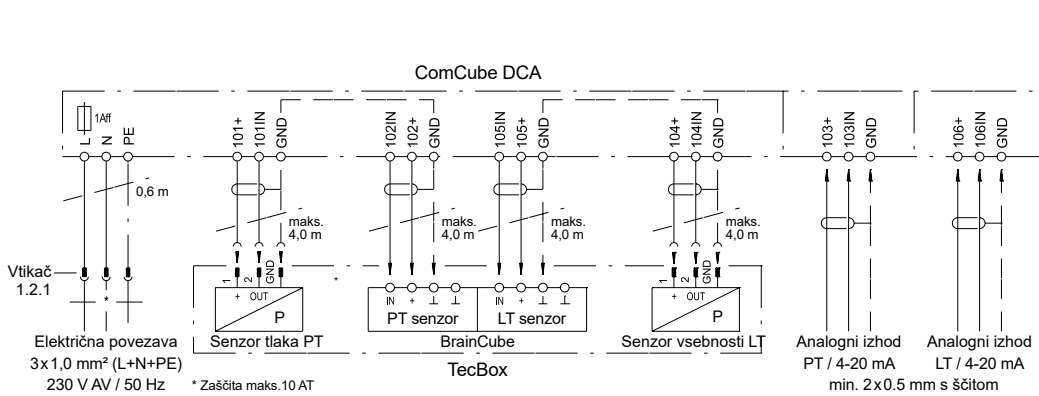 ComCube DCA
1Aff
L
N
PE
101+
101IN
GND
102IN
102+
GND
105IN
105+
GND
104+
104IN
GND
103+
103IN
GND
106+
106IN
GND
0,6 m
maks.
4,0 m
maks.
4,0 m
maks.
4,0 m
maks.
4,0 m
Vtikač
1.2.1
*
1
2
GND
+
OUT
P
*
IN
+
⊥
⊥
PT senzor
IN
+
⊥
⊥
LT senzor
1
2
GND
+
OUT
P
Električna povezava
3x1,0 mm² (L+N+PE)
230 V AV / 50 Hz
Senzor tlaka PT
BrainCube
Senzor vsebnosti LT
TecBox
* Zaščita maks.10 AT
Analogni izhod
PT / 4-20 mA
Analogni izhod
LT / 4-20 mA
min. 2x0.5 mm s ščitom